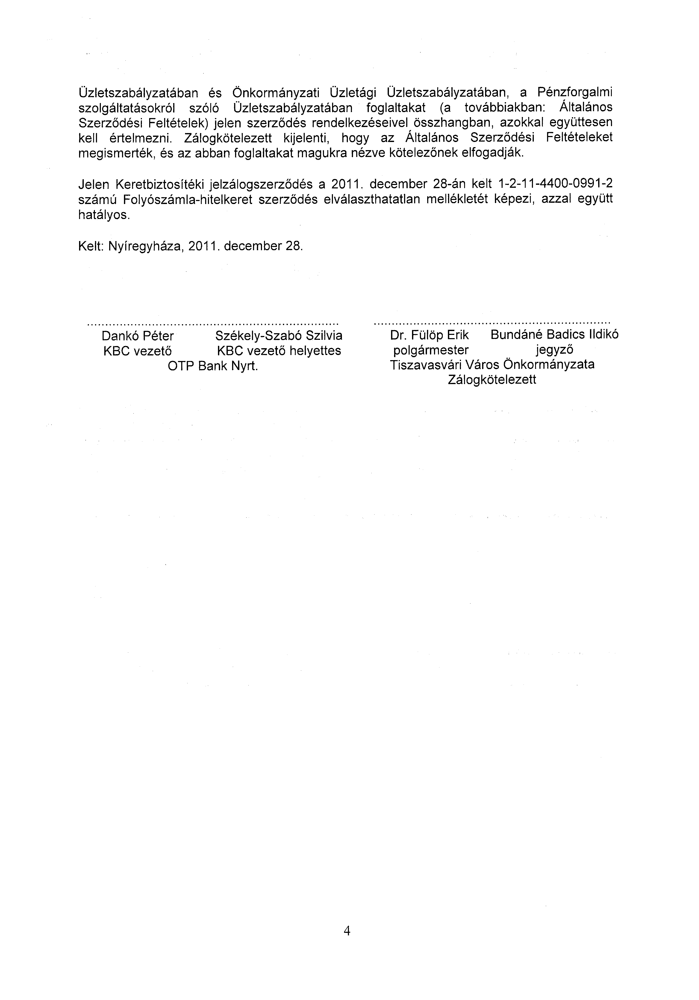 Üzletszabályzatában és Önkormányzati Üzletági Üzletszabályzatában, a Pénzforgalmi
szolgáltatásokról szóló Üzletszabályzatában foglaltakat (a továbbiakban: Általános
Szerződési Feltételek) jelen szerződés rendelkezéseivel összhangban, azokkal együttesen
kell értelmezni. Zálogkötelezett kijelenti, hogy az Általános Szerződési Feltételeket
megismerték, és az abban foglaltakat magukra nézve kötelezőnek elfogadják.
Jelen Keretbiztosítéki jelzálogszerződés a 2011. december 28-án kelt 1-2-11-4400-0991-2
számú Folyószámla-hitelkeret szerződés elválaszthatatlan mellékletét képezi, azzal együtt
hatályos.
Kelt: Nyíregyháza, 2011. december 28.
Dankó Péter Székely-Szabó Szilvia
KBC vezető KBC vezető helyettes
OTP Bank Nyrt.
Dr. Fülöp Erik Bundáné Badics Ildikó
polgármester jegyző
Tiszavasvári Város Önkormányzata
Zálogkötelezett
4